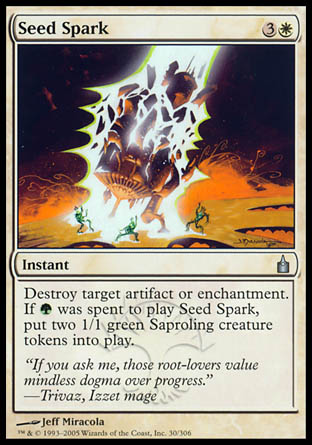 Seed Spark 3
Instant
Destroy target artifact or enchantment.
If was spent to play Seed Spark,
put two 1/1 green Saproling creature
tokens into play.
"If you ask me, those root-lovers value
mindless dogma over progress."
—Trivaz, Izzet mage
Jeff Miracola
™ & © 1993–2005 Wizards of the Coast, Inc. 30/306